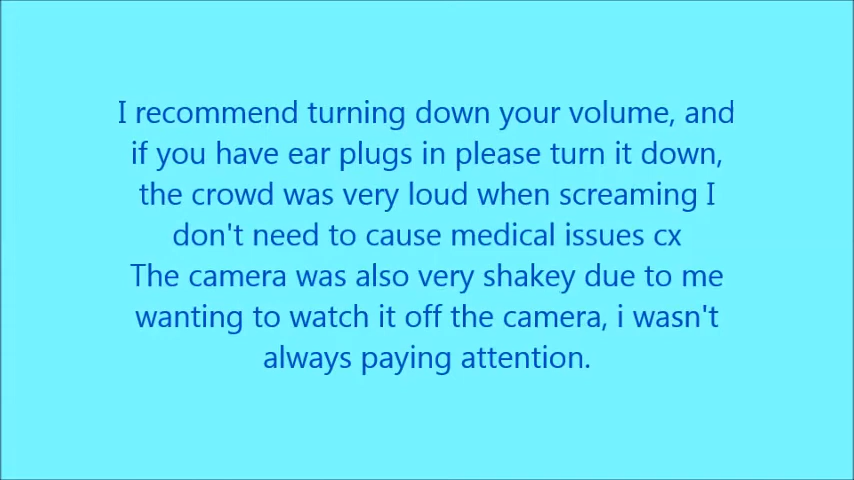 I recommend turning down your volume, and
if you have ear plugs in please turn it down,
the crowd was very loud when screaming I
don't need to cause medical issues cx
The camera was also very shakey due to me
wanting to watch it off the camera, i wasn't
always paying attention.